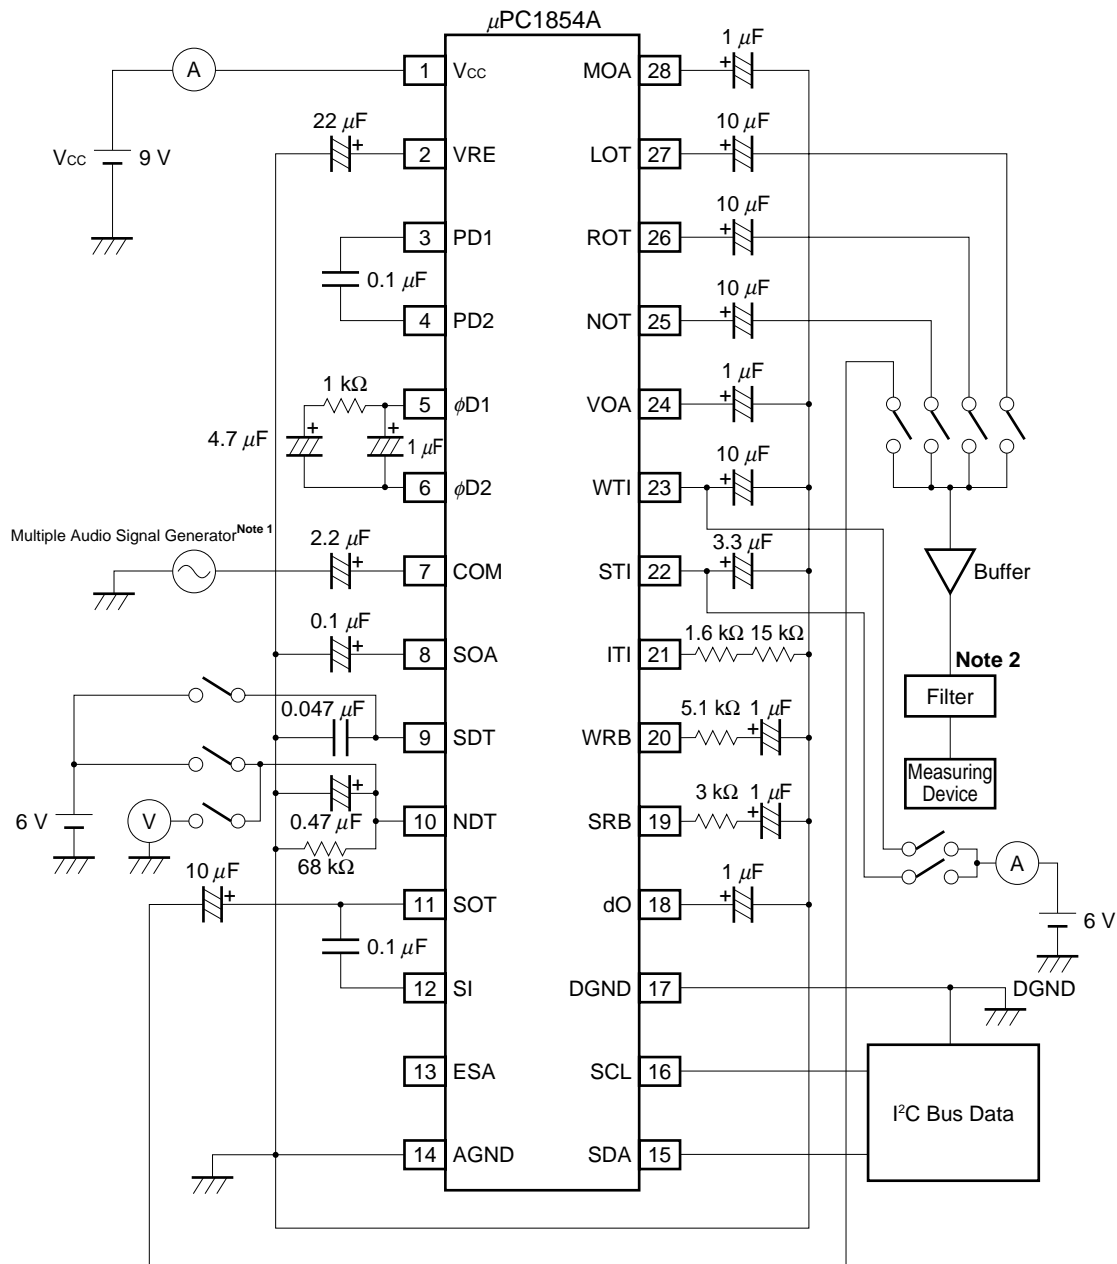 μPC1854A
A
VCC
9 V
1
VCC
22 μF
2
VRE
3
PD1
0.1 μF
4
PD2
1 kΩ
5
φD1
4.7 μF
1 μF
6
φD2
Multiple Audio Signal Generator Note 1
2.2 μF
7
COM
0.1 μF
8
SOA
0.047 μF
9
SDT
6 V
V
0.47 μF
10
NDT
68 kΩ
10 μF
11
SOT
0.1 μF
12
SI
13
ESA
14
AGND
MOA
28
1 μF
LOT
27
10 μF
ROT
26
10 μF
NOT
25
10 μF
VOA
24
1 μF
WTI
23
10 μF
STI
22
3.3 μF
ITI
21
1.6 kΩ
15 kΩ
WRB
20
5.1 kΩ
1 μF
SRB
19
3 kΩ
1 μF
dO
18
1 μF
DGND
17
SCL
16
SDA
15
Buffer
Note 2
Filter
Measuring
Device
A
6 V
DGND
I²C Bus Data